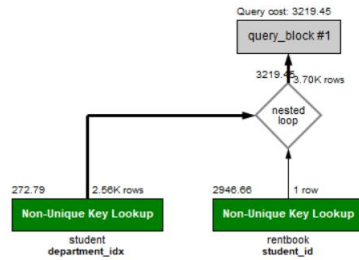 Query cost: 3219.45
query_block #1
3219.45
3.70K rows
nested
loop
272.79
2.56K rows
2946.66
1 row
Non-Unique Key Lookup
Non-Unique Key Lookup
student
department_idx
rentbook
student_id